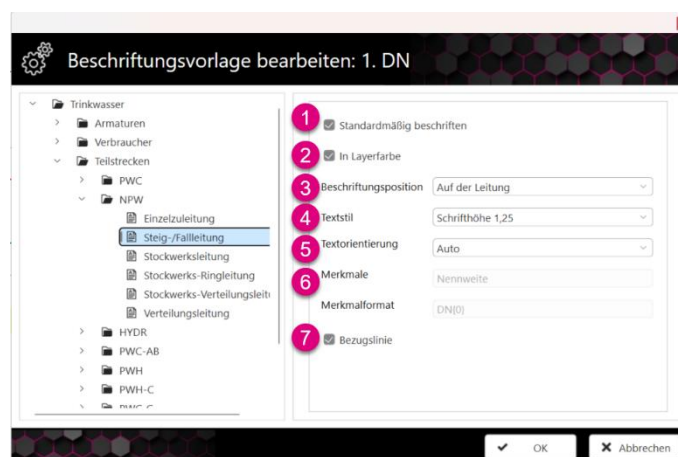 Beschriftungsvorlage bearbeiten: 1. DN
Trinkwasser
Armaturen
Verbraucher
Teilstrecken
PWC
NPW
Einzelzuleitung
Steig-/Fallleitung
Stockwerksleitung
Stockwerks-Ringleitung
Stockwerks-Verteilungsleit
Verteilungsleitung
HYDR
PWC-AB
PWH
PWH-C
1 Standardmäßig beschriften
2 In Layerfarbe
3 Beschriftungsposition Auf der Leitung
4 Textstil Schrifthöhe 1,25
5 Textorientierung Auto
6 Merkmale Nennweite
Merkmalformat DN{0}
7 Bezugslinie
OK Abbrechen